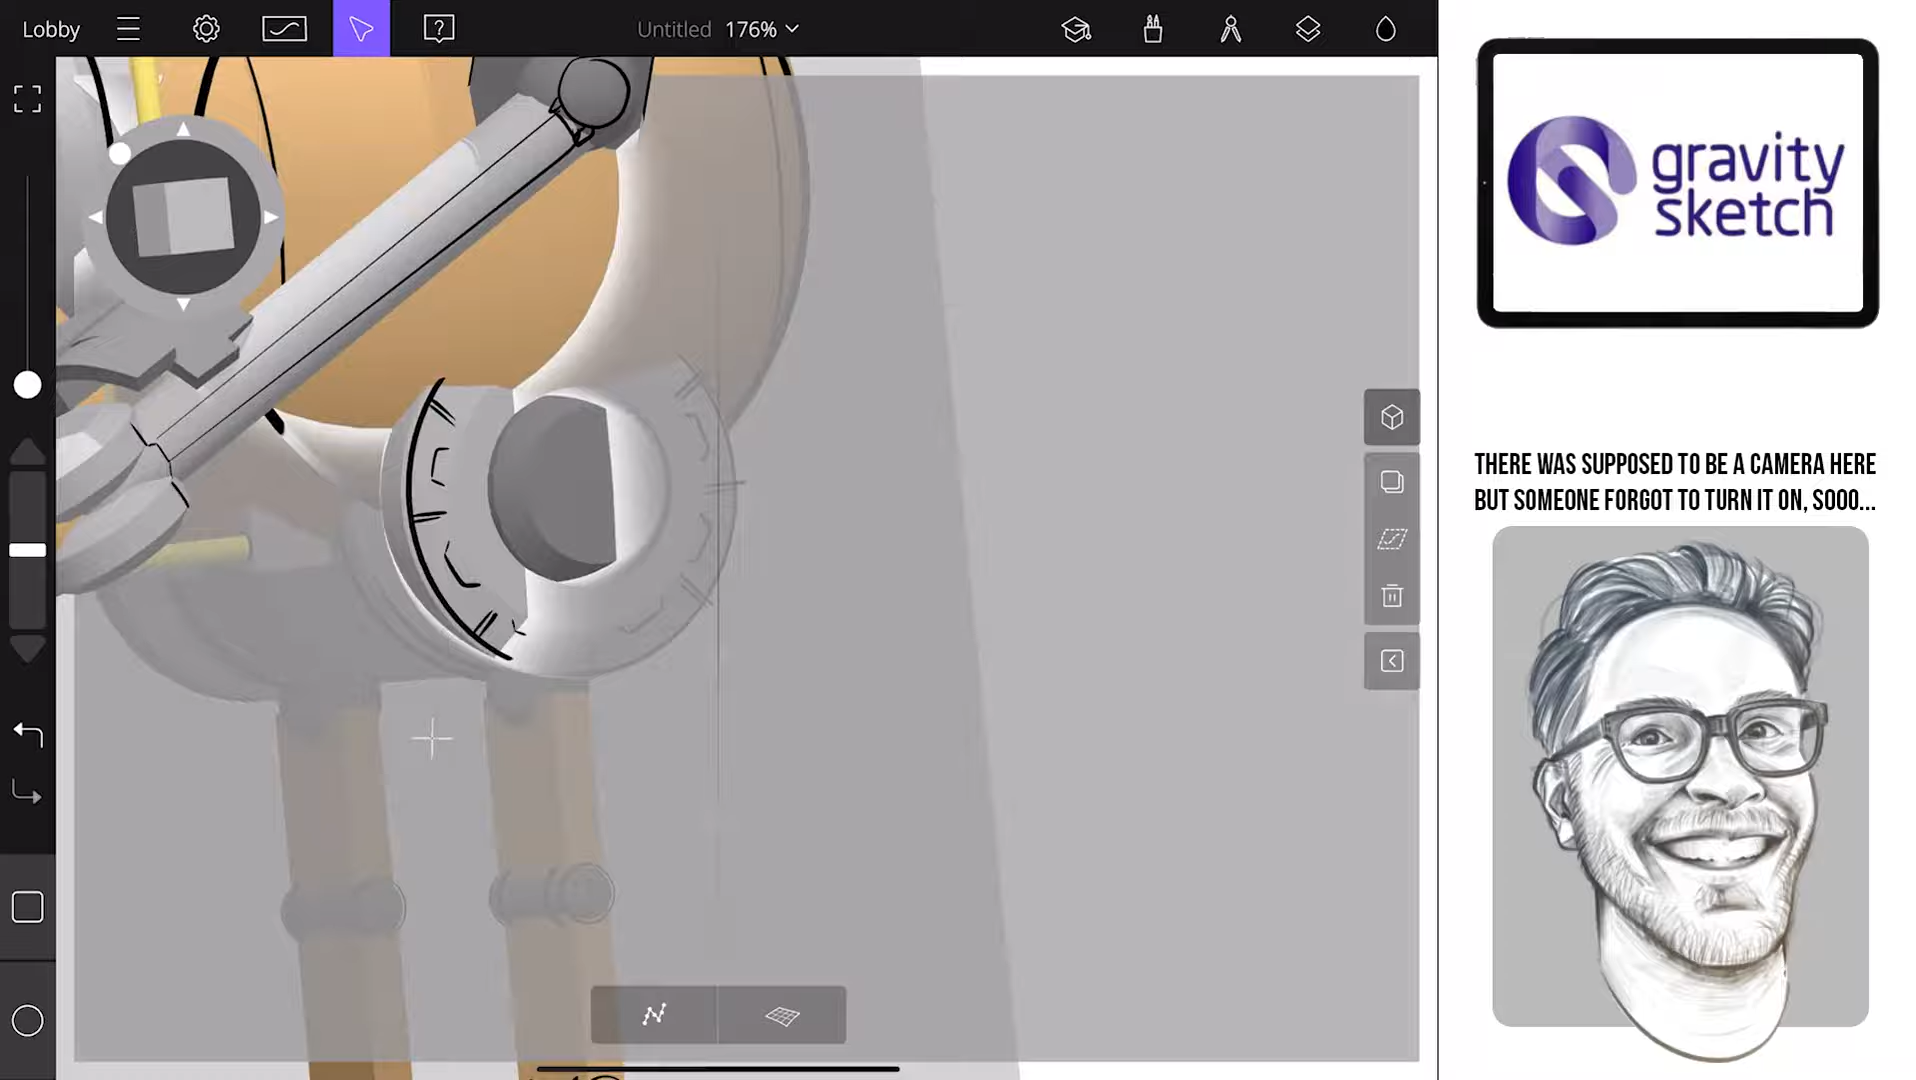 Lobby
Untitled 176%
gravity
sketch
THERE WAS SUPPOSED TO BE A CAMERA HERE
BUT SOMEONE FORGOT TO TURN IT ON, SOOO...